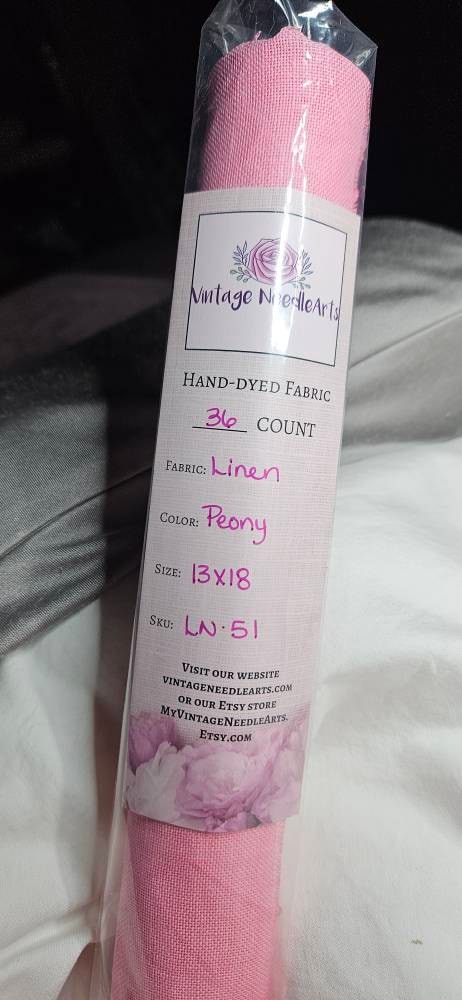 Vintage NeedleArts
HAND-DYED FABRIC
36 COUNT
FABRIC: Linen
COLOR: Peony
SIZE: 13x18
SKU: LN·51
VISIT OUR WEBSITE
VINTAGENEEDLEARTS.COM
OR OUR ETSY STORE
MYVINTAGENEEDLEARTS.
ETSY.COM